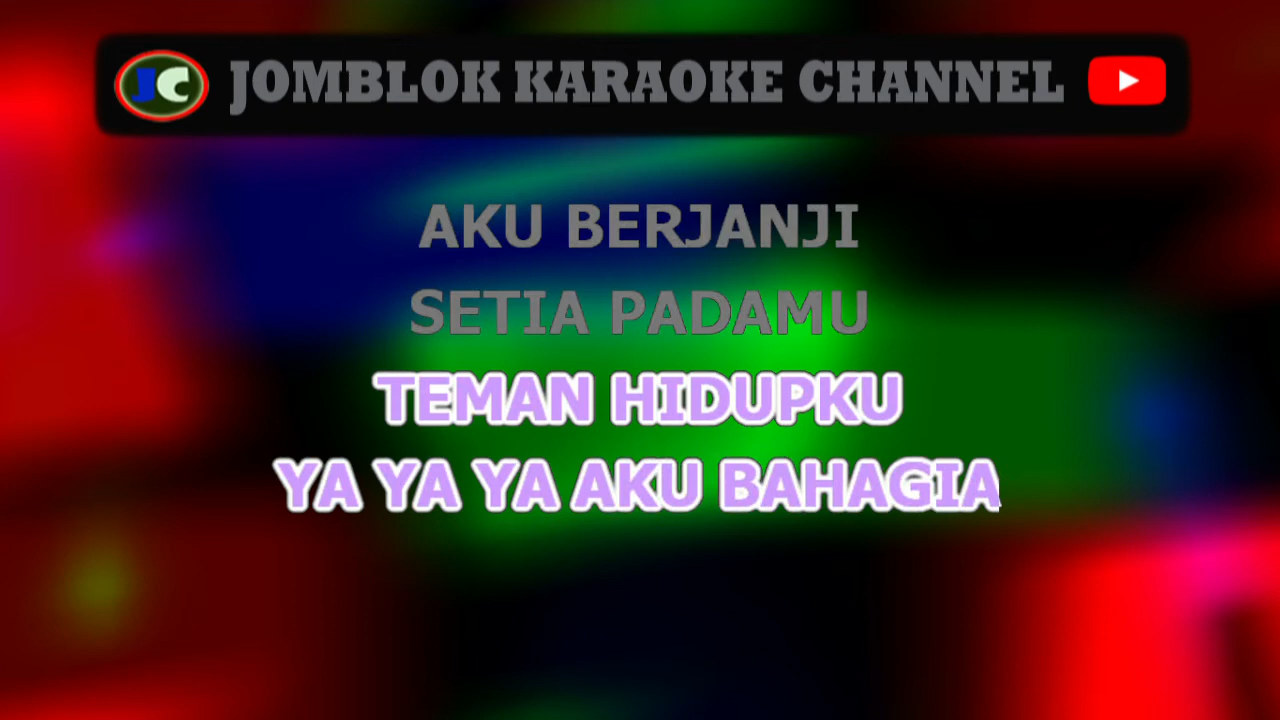 JC JOMBLOK KARAOKE CHANNEL
AKU BERJANJI
SETIA PADAMU
TEMAN HIDUPKU
YA YA YA AKU BAHAGIA